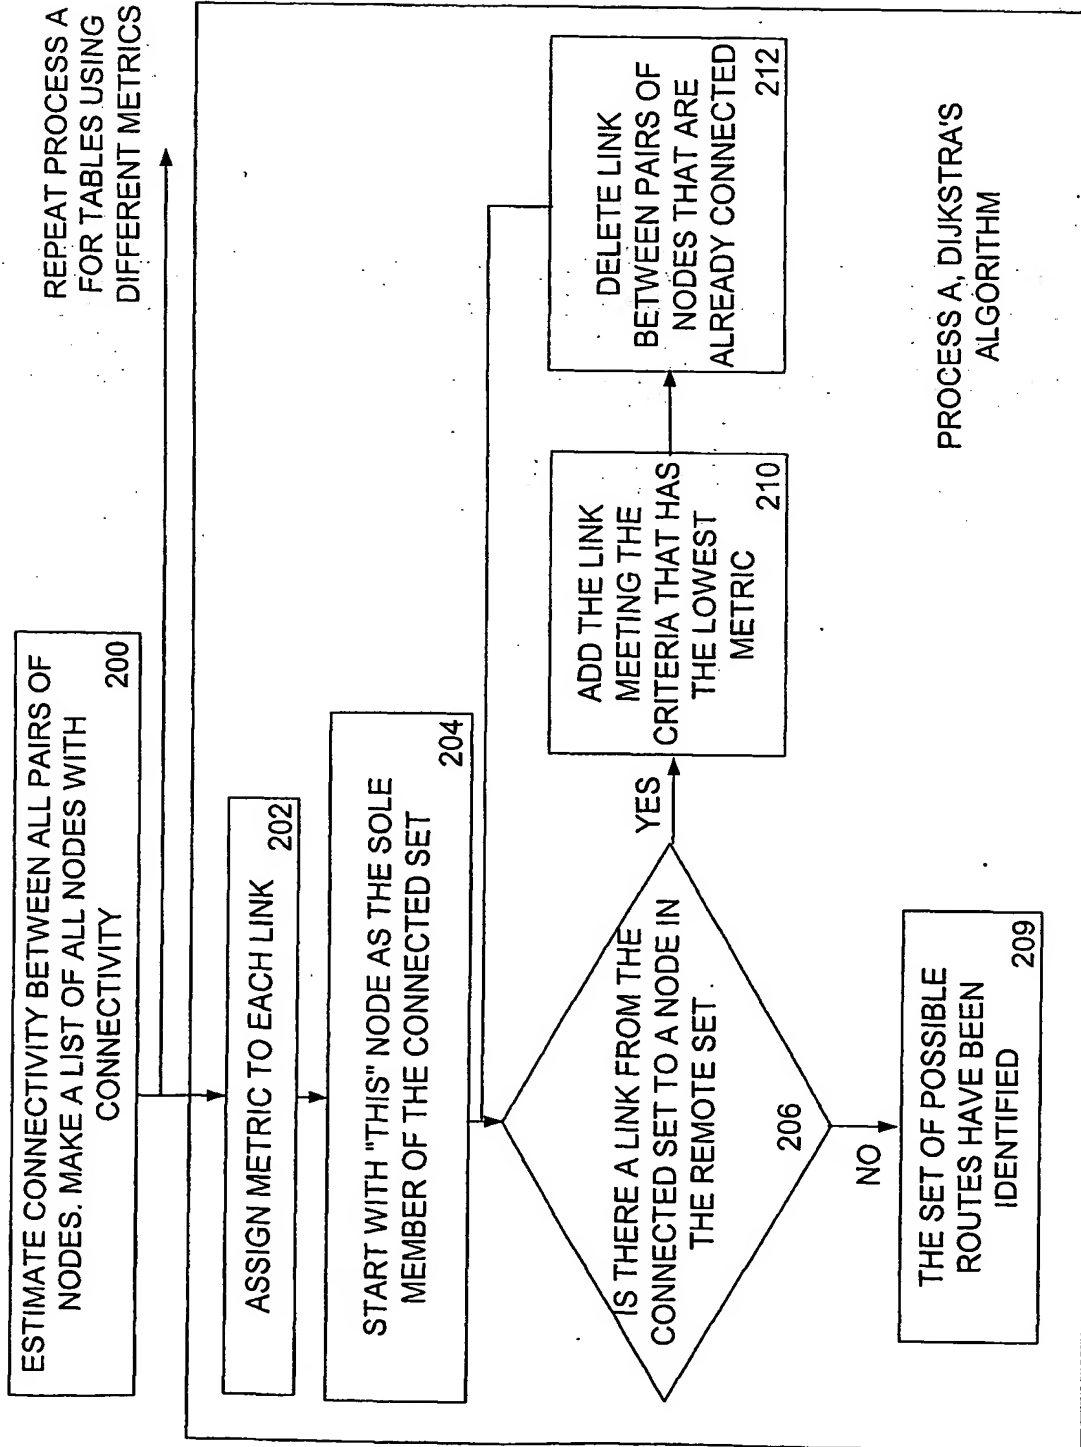 ESTIMATE CONNECTIVITY BETWEEN ALL PAIRS OF
NODES. MAKE A LIST OF ALL NODES WITH
CONNECTIVITY
200
REPEAT PROCESS A
FOR TABLES USING
DIFFERENT METRICS
ASSIGN METRIC TO EACH LINK
202
START WITH "THIS" NODE AS THE SOLE
MEMBER OF THE CONNECTED SET
204
IS THERE A LINK FROM THE
CONNECTED SET TO A NODE IN
THE REMOTE SET.
206
YES
ADD THE LINK
MEETING THE
CRITERIA THAT HAS
THE LOWEST
METRIC
210
DELETE LINK
BETWEEN PAIRS OF
NODES THAT ARE
ALREADY CONNECTED
212
NO
THE SET OF POSSIBLE
ROUTES HAVE BEEN
IDENTIFIED
209
PROCESS A, DIJKSTRA'S
ALGORITHM